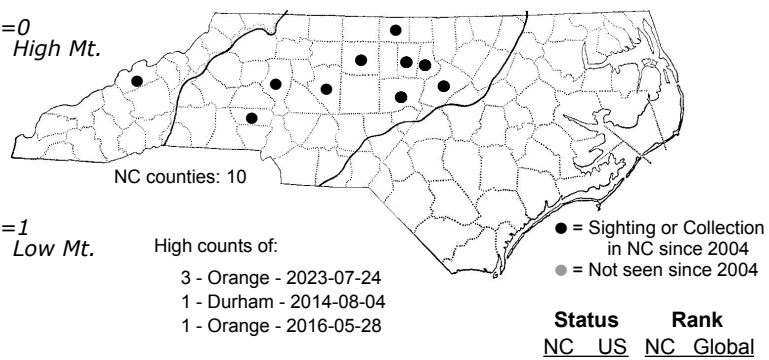 =0
High Mt.
NC counties: 10
=1
Low Mt.
High counts of:
3 - Orange - 2023-07-24
1 - Durham - 2014-08-04
1 - Orange - 2016-05-28
● = Sighting or Collection
in NC since 2004
● = Not seen since 2004
Status Rank
NC US NC Global